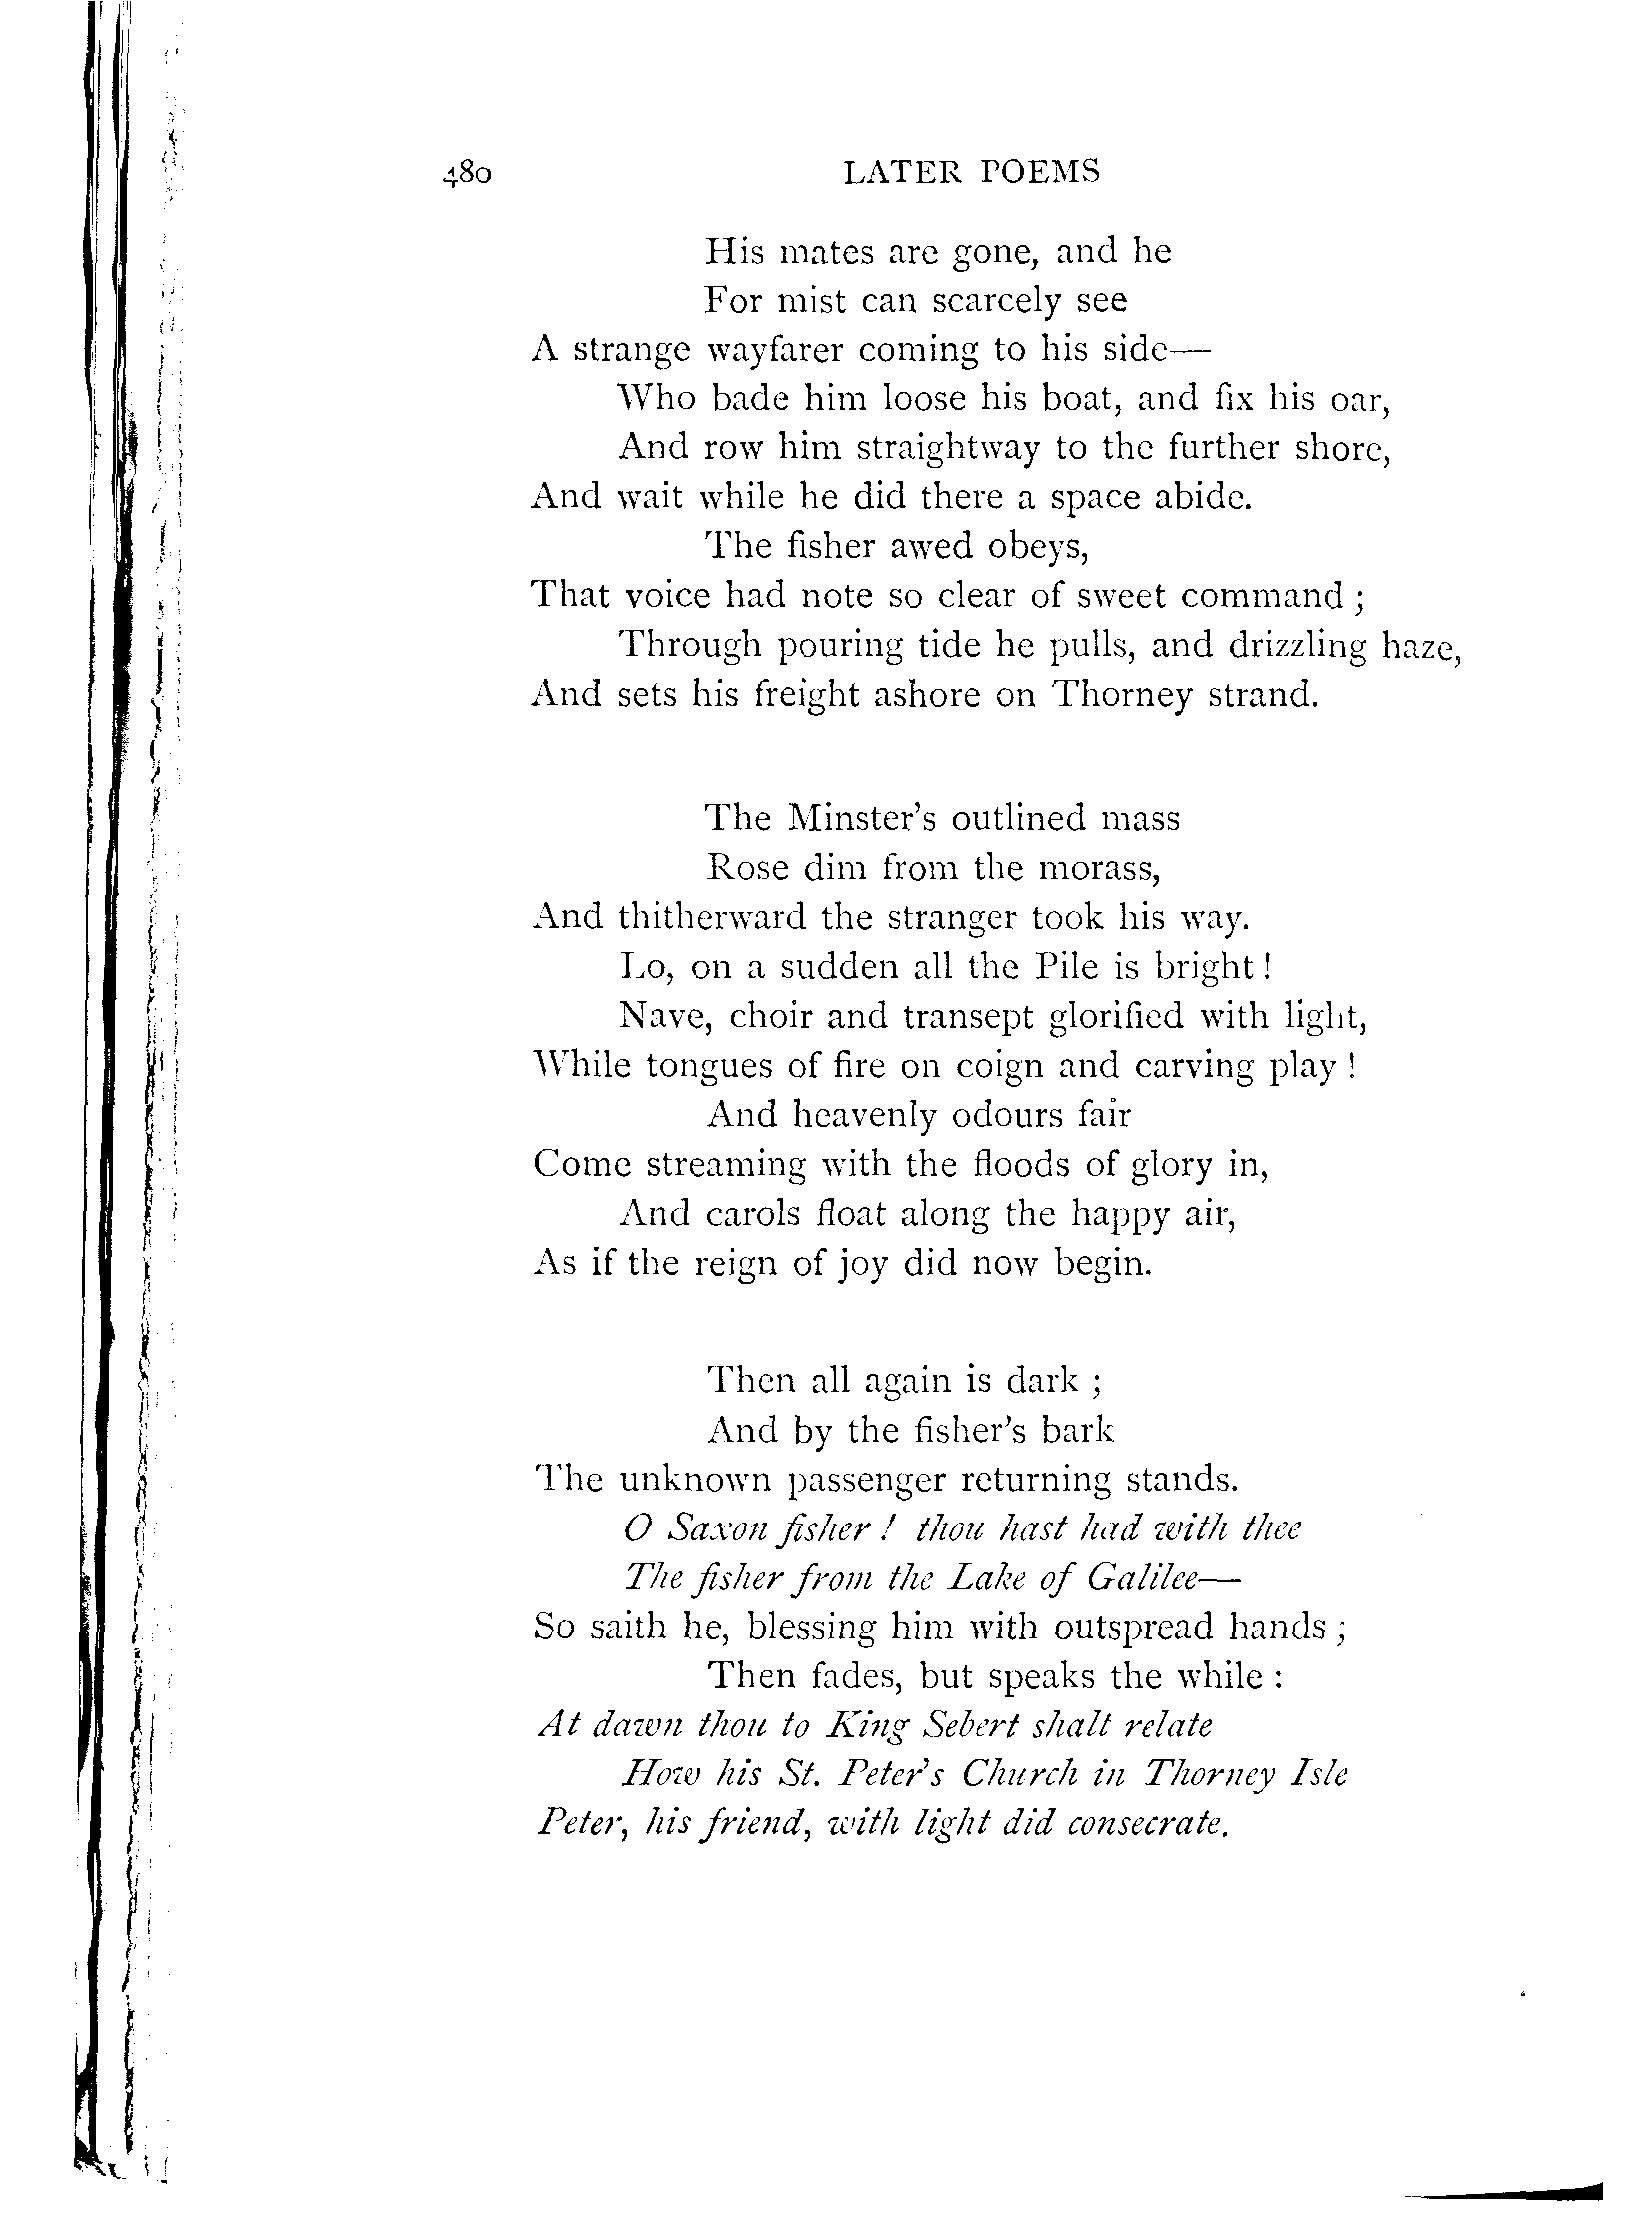 480 LATER POEMS
His mates are gone, and he
For mist can scarcely see
A strange wayfarer coming to his side—
Who bade him loose his boat, and fix his oar,
And row him straightway to the further shore,
And wait while he did there a space abide.
The fisher awed obeys,
That voice had note so clear of sweet command ;
Through pouring tide he pulls, and drizzling haze,
And sets his freight ashore on Thorney strand.
The Minster's outlined mass
Rose dim from the morass,
And thitherward the stranger took his way.
Lo, on a sudden all the Pile is bright !
Nave, choir and transept glorified with light,
While tongues of fire on coign and carving play !
And heavenly odours fair
Come streaming with the floods of glory in,
And carols float along the happy air,
As if the reign of joy did now begin.
Then all again is dark ;
And by the fisher's bark
The unknown passenger returning stands.
O Saxon fisher ! thou hast had with thee
The fisher from the Lake of Galilee—
So saith he, blessing him with outspread hands ;
Then fades, but speaks the while :
At dawn thou to King Sebert shalt relate
How his St. Peter's Church in Thorney Isle
Peter, his friend, with light did consecrate.